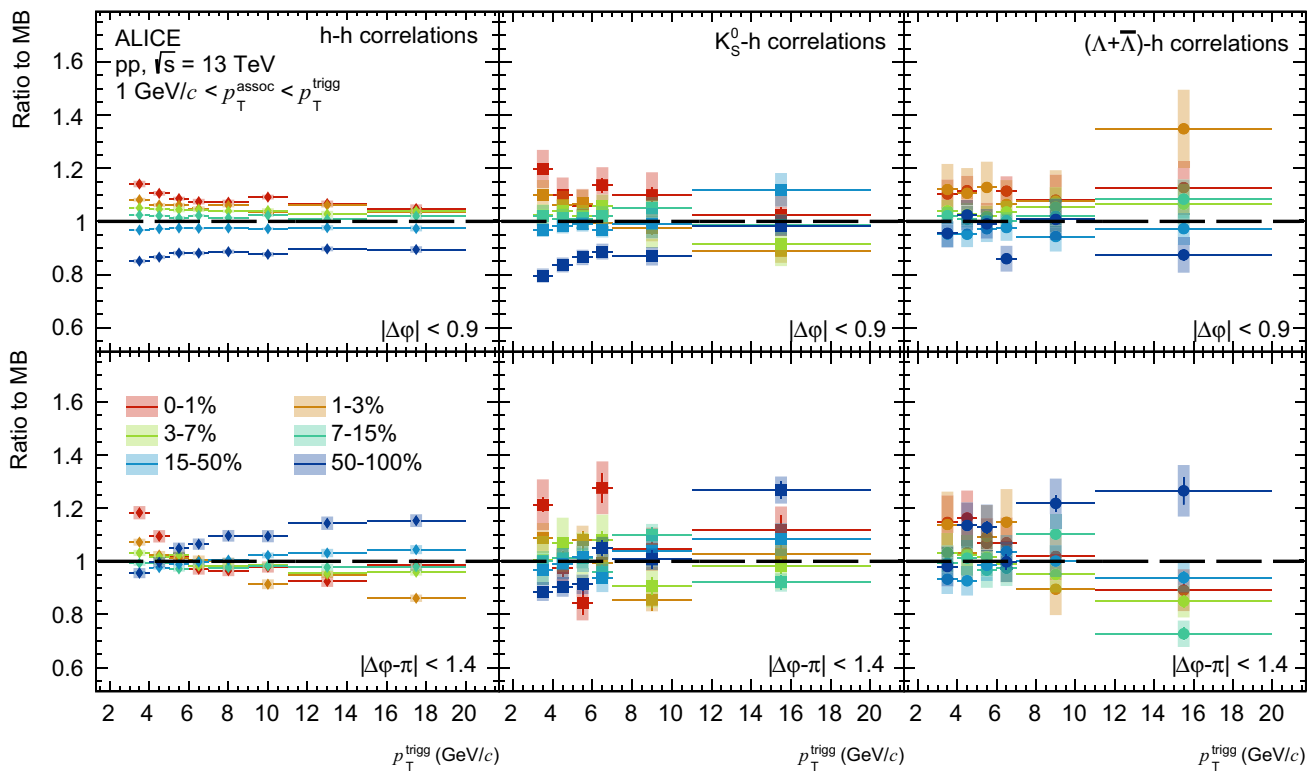 ALICE
pp, √s = 13 TeV
1 GeV/c < p_T^assoc < p_T^trigg
h-h correlations
K_S^0-h correlations
(Λ+Λ̅)-h correlations
Ratio to MB
1.6
1.4
1.2
1
0.8
0.6
|Δφ| < 0.9
|Δφ| < 0.9
|Δφ| < 0.9
Ratio to MB
1.6
1.4
1.2
1
0.8
0.6
0-1% 1-3%
3-7% 7-15%
15-50% 50-100%
|Δφ-π| < 1.4
|Δφ-π| < 1.4
|Δφ-π| < 1.4
2 4 6 8 10 12 14 16 18 20
2 4 6 8 10 12 14 16 18 20
2 4 6 8 10 12 14 16 18 20
p_T^trigg (GeV/c)
p_T^trigg (GeV/c)
p_T^trigg (GeV/c)